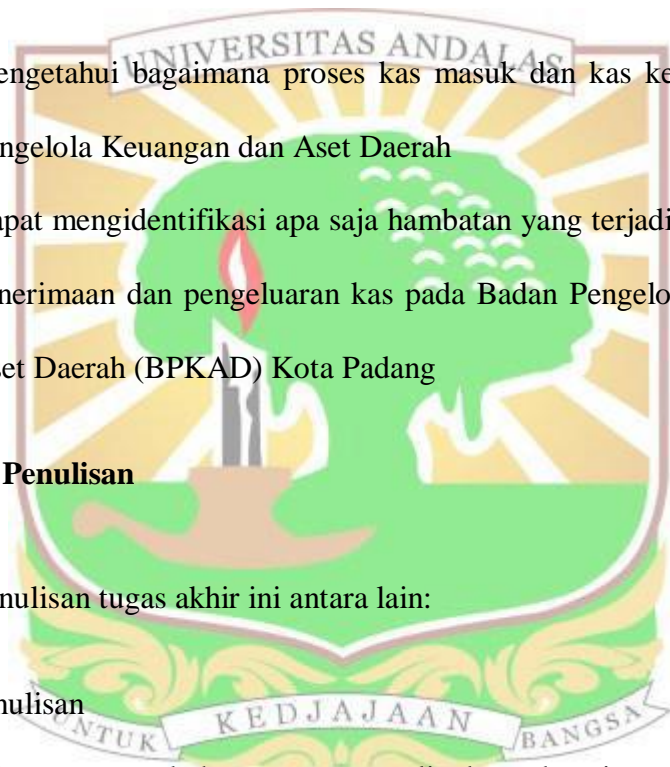 UNIVERSITAS ANDALAS
engetahui bagaimana proses kas masuk dan kas ke
ngelola Keuangan dan Aset Daerah
apat mengidentifikasi apa saja hambatan yang terjadi
nerimaan dan pengeluaran kas pada Badan Pengelo
set Daerah (BPKAD) Kota Padang
Penulisan
nulisan tugas akhir ini antara lain:
nulisan
UNTUK KEDJAJAAN BANGSA